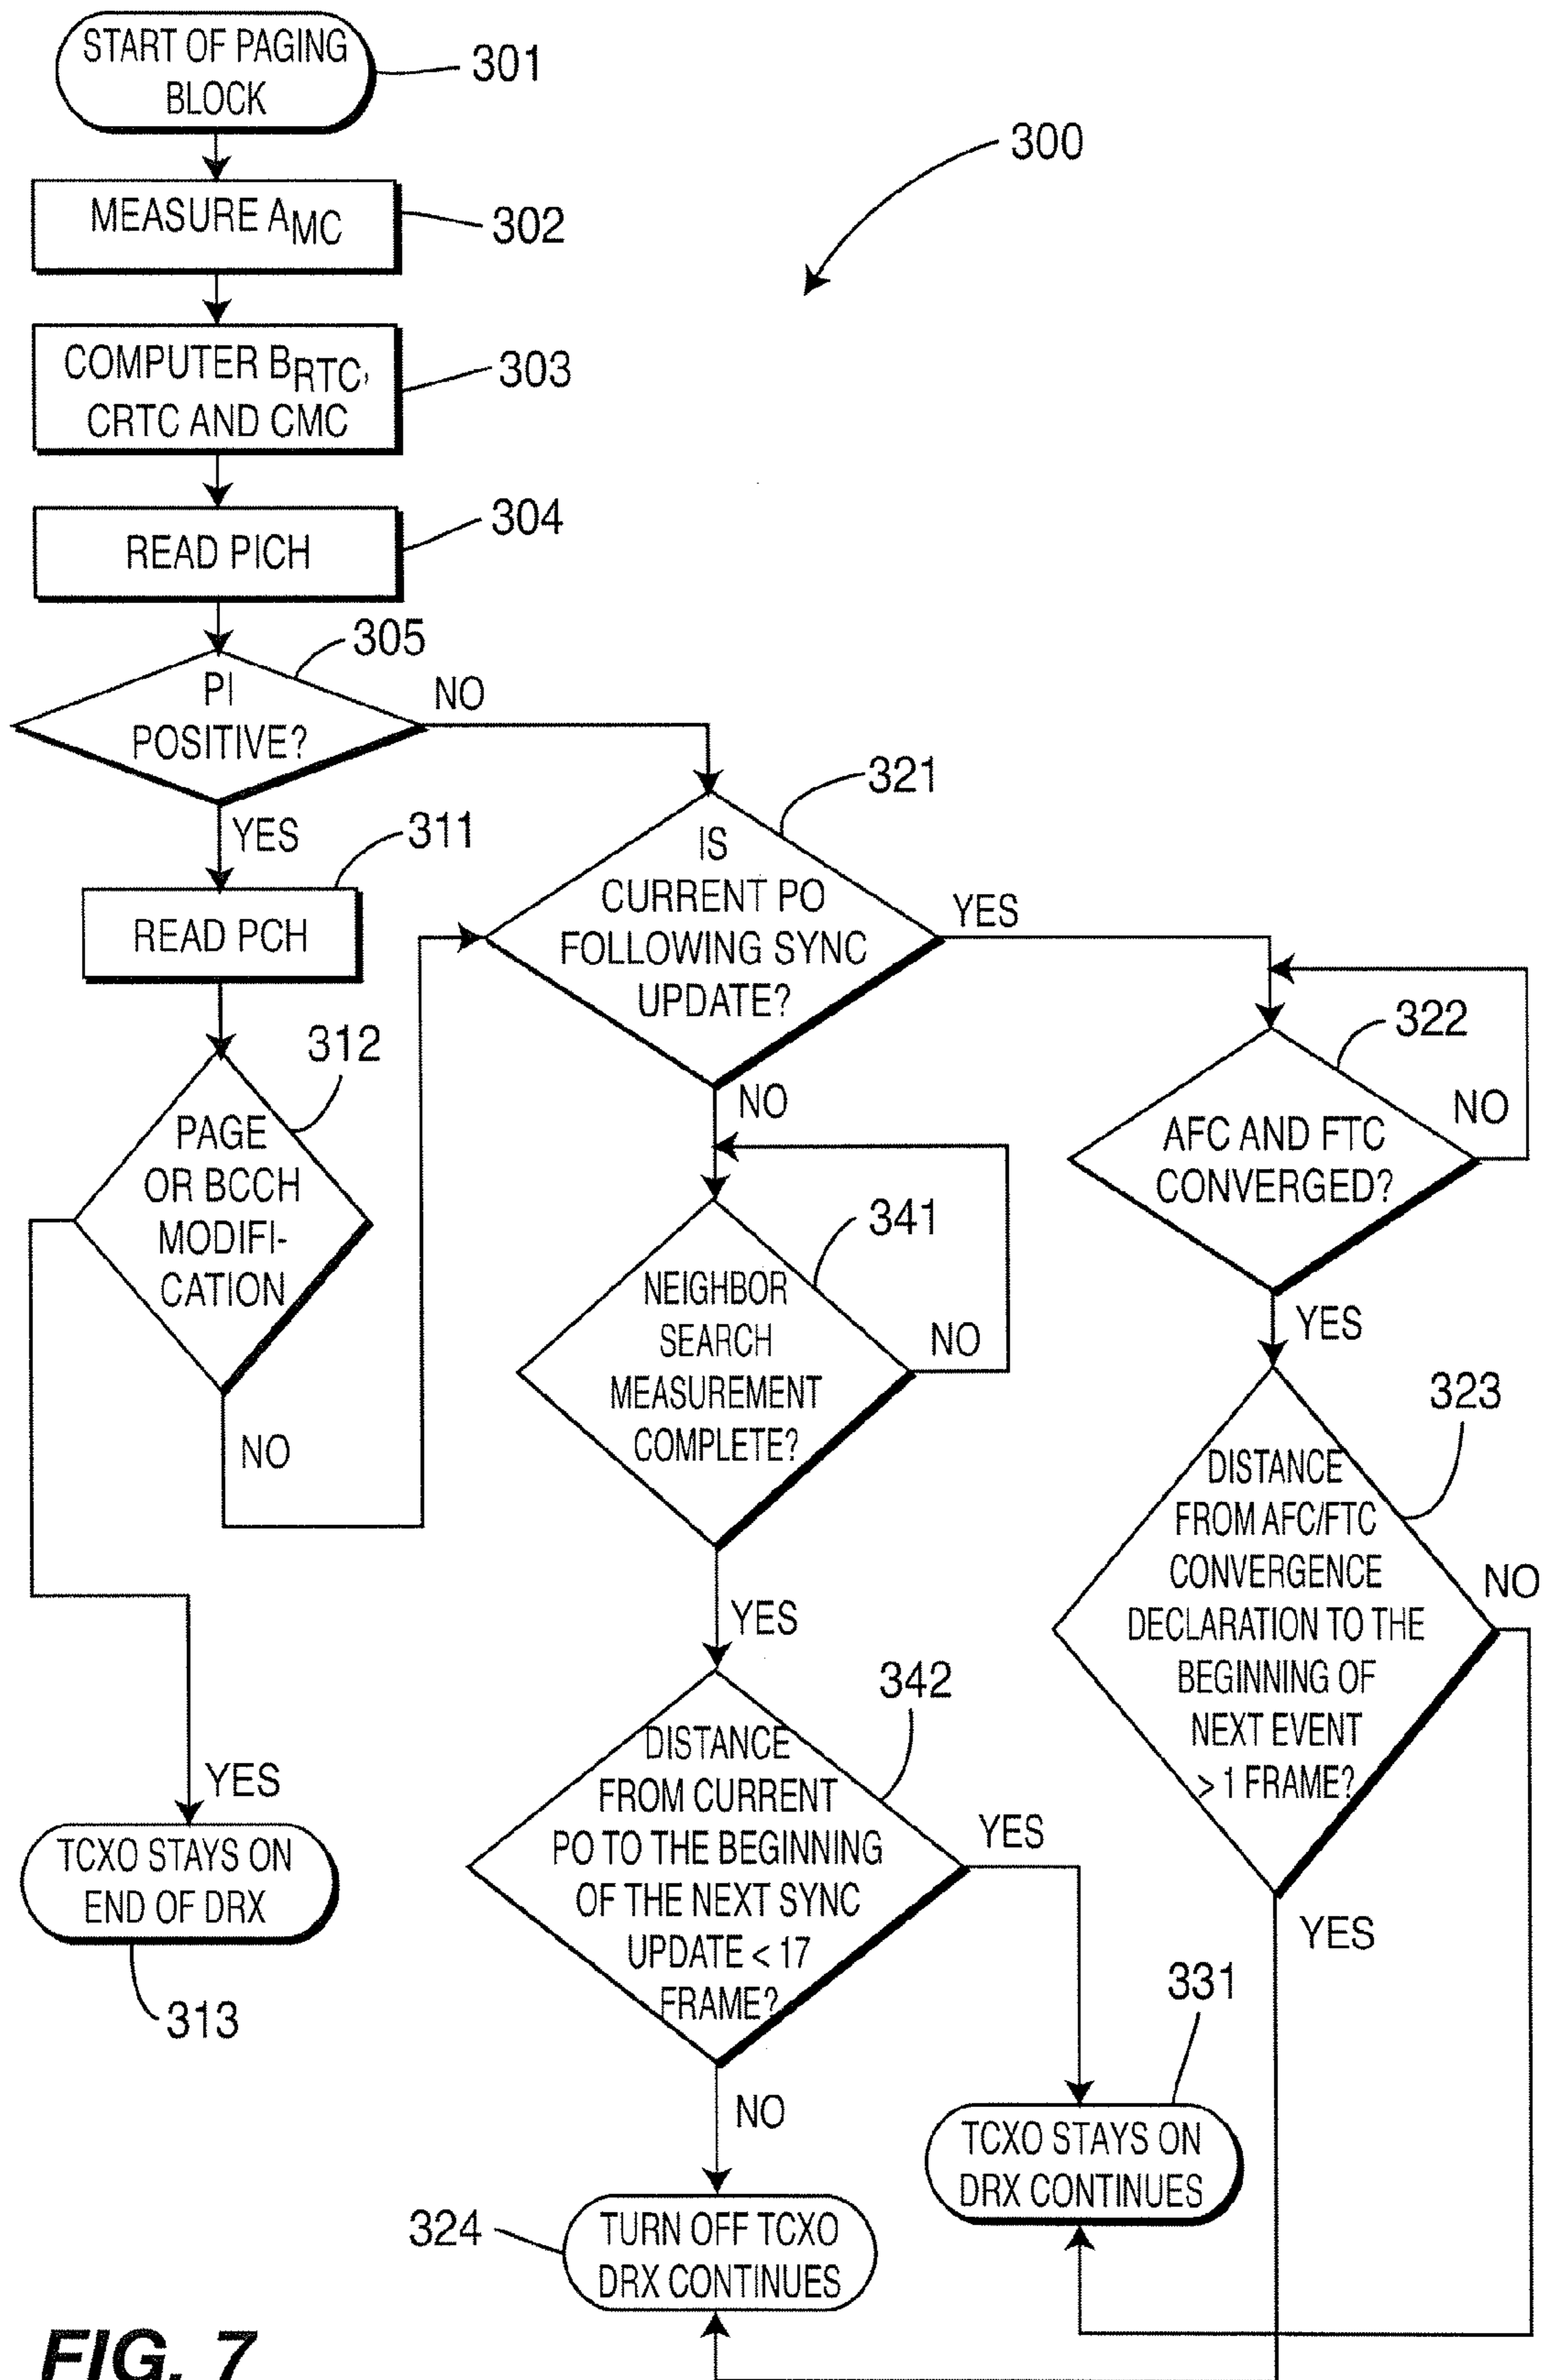 START OF PAGING
BLOCK
301
300
MEASURE AMC
302
COMPUTER BRTC,
CRTC AND CMC
303
READ PICH
304
305
PI
POSITIVE?
NO
YES
321
IS
CURRENT PO
FOLLOWING SYNC
UPDATE?
YES
NO
311
READ PCH
312
PAGE
OR BCCH
MODIFI-
CATION
NO
YES
TCXO STAYS ON
END OF DRX
313
322
AFC AND FTC
CONVERGED?
NO
YES
341
NEIGHBOR
SEARCH
MEASUREMENT
COMPLETE?
NO
YES
323
DISTANCE
FROM AFC/FTC
CONVERGENCE
DECLARATION TO THE
BEGINNING OF
NEXT EVENT
> 1 FRAME?
NO
YES
342
DISTANCE
FROM CURRENT
PO TO THE BEGINNING
OF THE NEXT SYNC
UPDATE < 17
FRAME?
YES
NO
331
TCXO STAYS ON
DRX CONTINUES
324
TURN OFF TCXO
DRX CONTINUES
FIG. 7